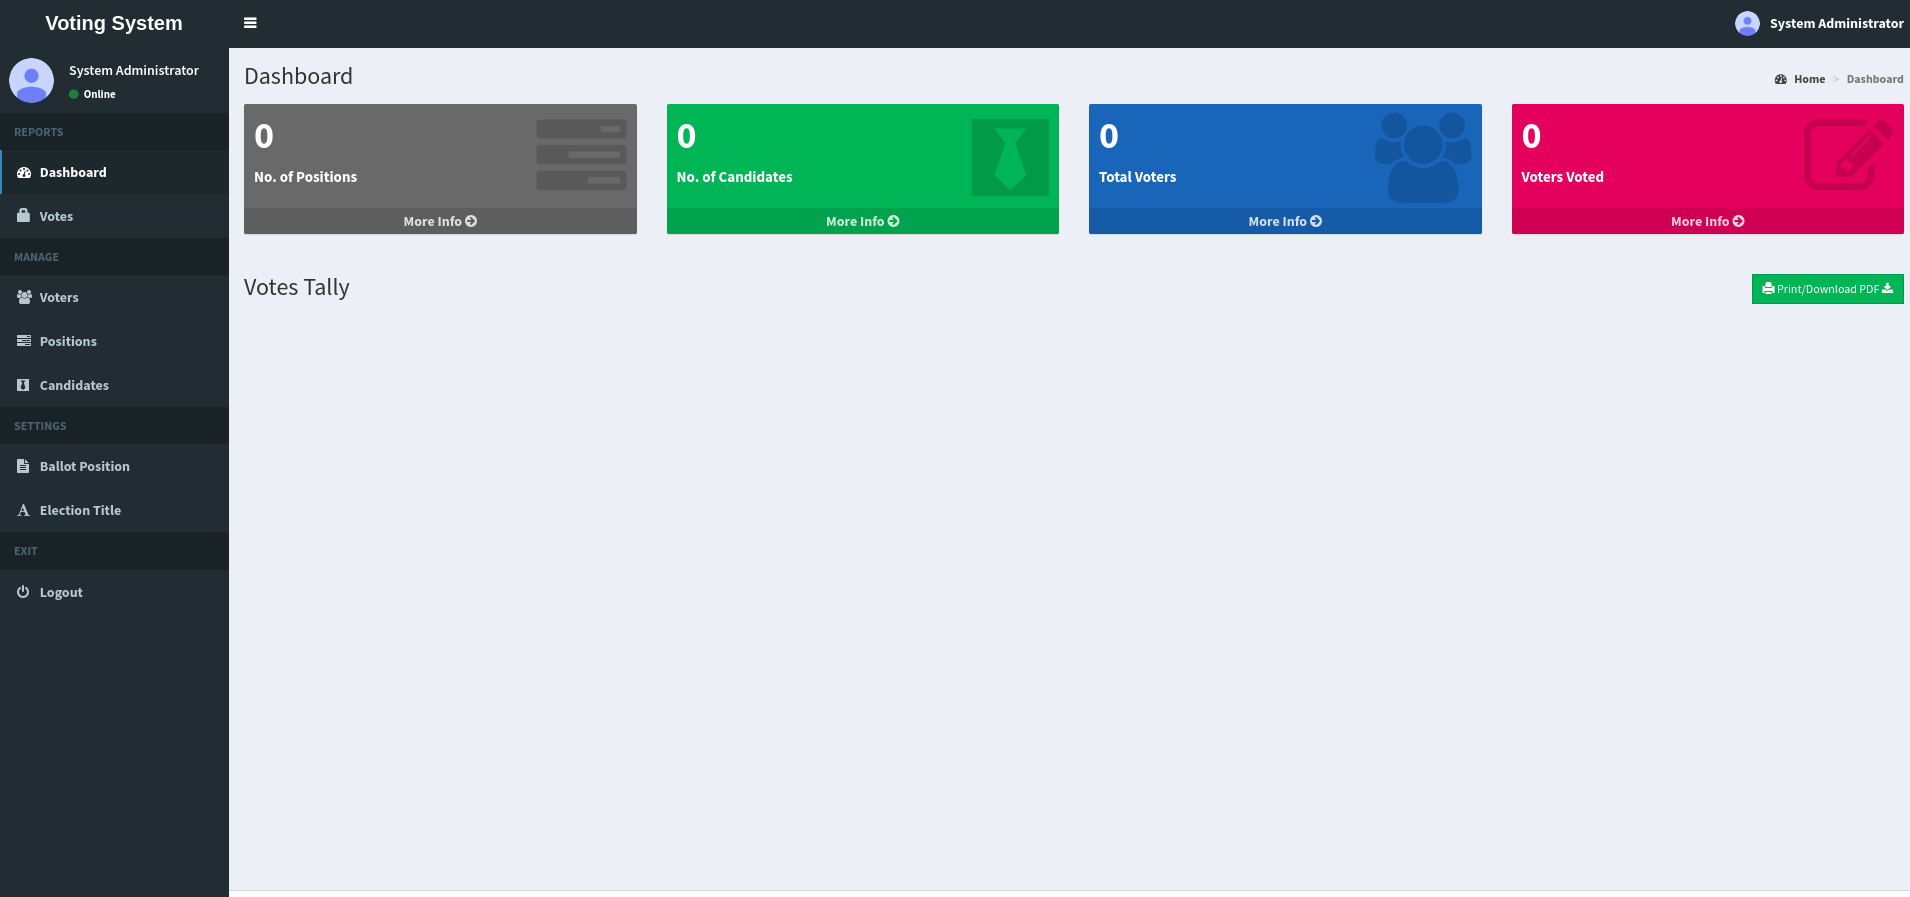 Voting System
System Administrator
System Administrator
Online
REPORTS
Dashboard
Votes
MANAGE
Voters
Positions
Candidates
SETTINGS
Ballot Position
Election Title
EXIT
Logout
Dashboard
Home > Dashboard
0
No. of Positions
More Info
0
No. of Candidates
More Info
0
Total Voters
More Info
0
Voters Voted
More Info
Votes Tally
Print/Download PDF